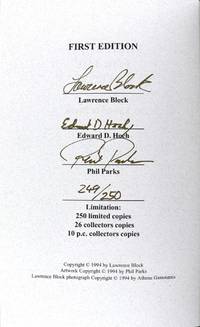 FIRST EDITION
Lawrence Block
Lawrence Block
Edward D. Hoch
Edward D. Hoch
Phil Parks
Phil Parks
249/250
Limitation:
250 limited copies
26 collectors copies
10 p.c. collectors copies
Copyright © 1994 by Lawrence Block
Artwork Copyright © 1994 by Phil Parks
Lawrence Block photograph Copyright © 1994 by Athena